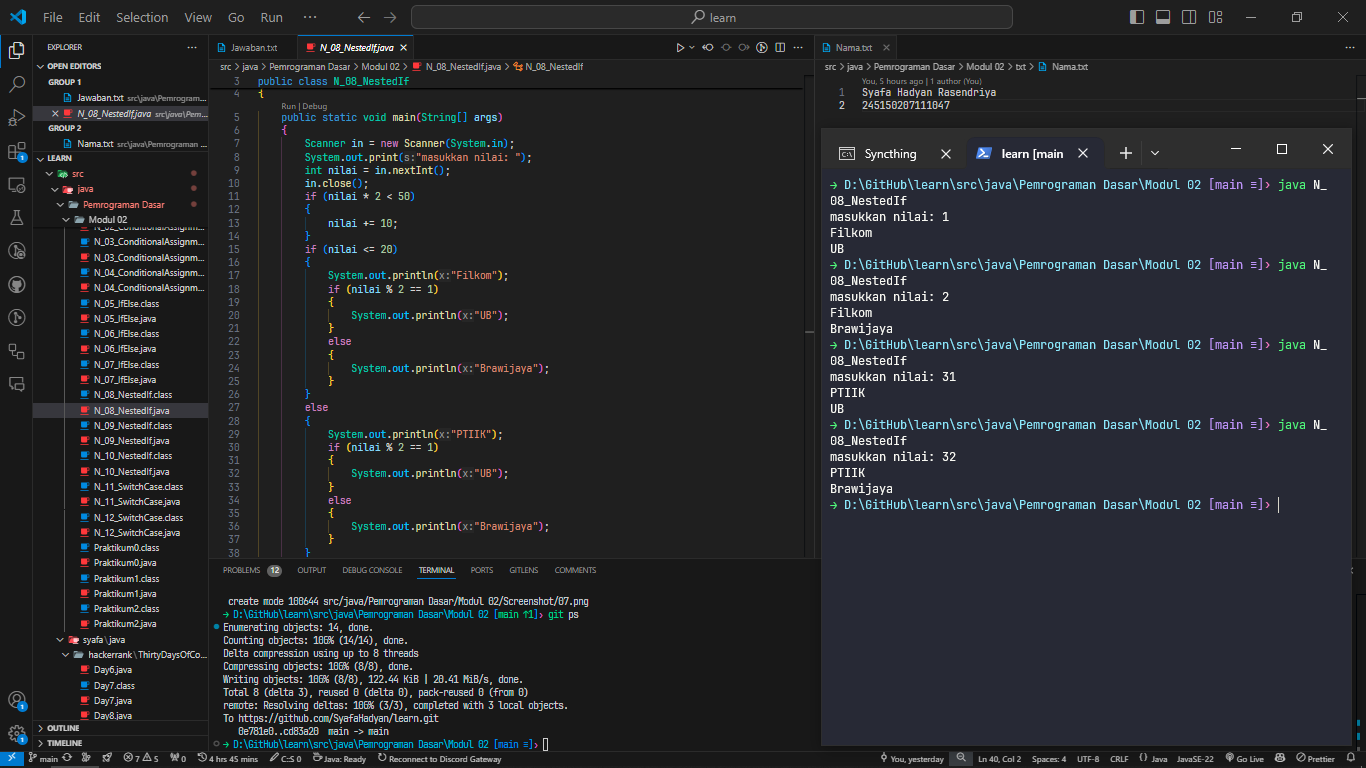 File Edit Selection View Go Run ···
learn
EXPLORER
OPEN EDITORS
GROUP 1
Jawaban.txt src\java\Pemrogram...
N_08_NestedIf.java src\java\Pem...
GROUP 2
Nama.txt src\java\Pemrograman ...
LEARN
src
java
Pemrograman Dasar
Modul 02
N_03_ConditionalAssignm...
N_03_ConditionalAssignm...
N_04_ConditionalAssignm...
N_04_ConditionalAssignm...
N_05_IfElse.class
N_05_IfElse.java
N_06_IfElse.class
N_06_IfElse.java
N_07_IfElse.class
N_07_IfElse.java
N_08_NestedIf.class
N_08_NestedIf.java
N_09_NestedIf.class
N_09_NestedIf.java
N_10_NestedIf.class
N_10_NestedIf.java
N_11_SwitchCase.class
N_11_SwitchCase.java
N_12_SwitchCase.class
N_12_SwitchCase.java
Praktikum0.class
Praktikum0.java
Praktikum1.class
Praktikum1.java
Praktikum2.class
Praktikum2.java
syafa\java
hackerrank\ThirtyDaysOfCo...
Day6.java
Day7.class
Day7.java
Day8.java
OUTLINE
TIMELINE
Jawaban.txt N_08_NestedIf.java
src > java > Pemrograman Dasar > Modul 02 > N_08_NestedIf.java > N_08_NestedIf
3 public class N_08_NestedIf
4 {
Run | Debug
5 public static void main(String[] args)
6 {
7 Scanner in = new Scanner(System.in);
8 System.out.print(s:"masukkan nilai: ");
9 int nilai = in.nextInt();
10 in.close();
11 if (nilai * 2 < 50)
12 {
13 nilai += 10;
14 }
15 if (nilai <= 20)
16 {
17 System.out.println(x:"Filkom");
18 if (nilai % 2 == 1)
19 {
20 System.out.println(x:"UB");
21 }
22 else
23 {
24 System.out.println(x:"Brawijaya");
25 }
26 }
27 else
28 {
29 System.out.println(x:"PTIIK");
30 if (nilai % 2 == 1)
31 {
32 System.out.println(x:"UB");
33 }
34 else
35 {
36 System.out.println(x:"Brawijaya");
37 }
38 }
PROBLEMS 12 OUTPUT DEBUG CONSOLE TERMINAL PORTS GITLENS COMMENTS
create mode 100644 src/java/Pemrograman Dasar/Modul 02/Screenshot/07.png
→ D:\GitHub\learn\src\java\Pemrograman Dasar\Modul 02 [main ↑1]› git ps
Enumerating objects: 14, done.
Counting objects: 100% (14/14), done.
Delta compression using up to 8 threads
Compressing objects: 100% (8/8), done.
Writing objects: 100% (8/8), 122.44 KiB | 20.41 MiB/s, done.
Total 8 (delta 3), reused 0 (delta 0), pack-reused 0 (from 0)
remote: Resolving deltas: 100% (3/3), completed with 3 local objects.
To https://github.com/SyafaHadyan/learn.git
0e781e0..cd83a20 main -> main
→ D:\GitHub\learn\src\java\Pemrograman Dasar\Modul 02 [main ≡]›
Nama.txt
src > java > Pemrograman Dasar > Modul 02 > txt > Nama.txt
You, 5 hours ago | 1 author (You)
1 Syafa Hadyan Rasendriya
2 245150207111047
Syncthing learn [main
→ D:\GitHub\learn\src\java\Pemrograman Dasar\Modul 02 [main ≡]› java N_
08_NestedIf
masukkan nilai: 1
Filkom
UB
→ D:\GitHub\learn\src\java\Pemrograman Dasar\Modul 02 [main ≡]› java N_
08_NestedIf
masukkan nilai: 2
Filkom
Brawijaya
→ D:\GitHub\learn\src\java\Pemrograman Dasar\Modul 02 [main ≡]› java N_
08_NestedIf
masukkan nilai: 31
PTIIK
UB
→ D:\GitHub\learn\src\java\Pemrograman Dasar\Modul 02 [main ≡]› java N_
08_NestedIf
masukkan nilai: 32
PTIIK
Brawijaya
→ D:\GitHub\learn\src\java\Pemrograman Dasar\Modul 02 [main ≡]›
main 7 5 0 4 hrs 45 mins C:S 0 Java: Ready Reconnect to Discord Gateway You, yesterday Ln 40, Col 2 Spaces: 4 UTF-8 CRLF {} Java JavaSE-22 Go Live Prettier